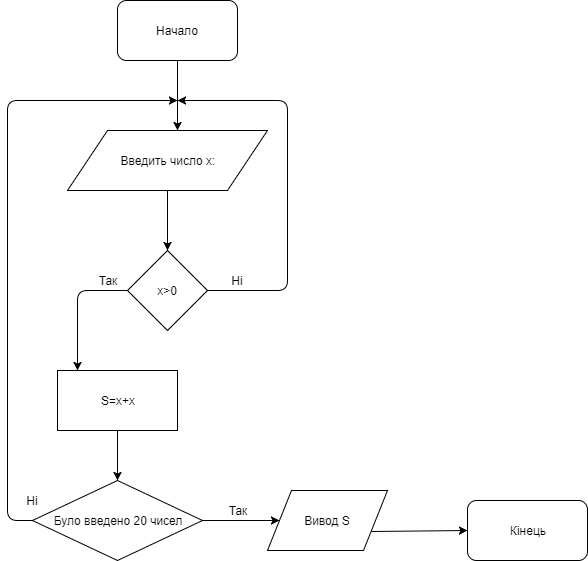 Начало
Введить число x:
x>0
Так
Ні
S=x+x
Ні
Було введено 20 чисел
Так
Вивод S
Кінець